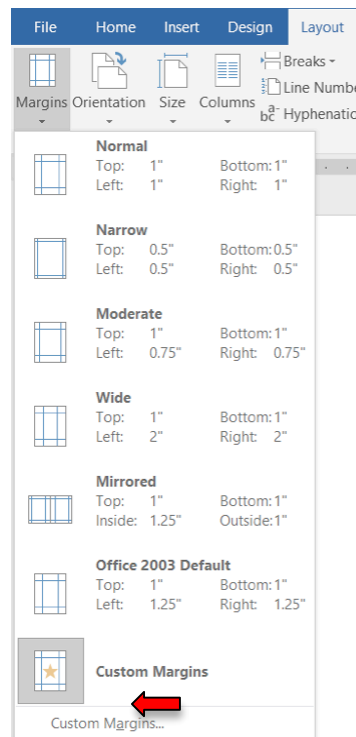 File Home Insert Design Layout
Breaks
Line Numbe
Margins Orientation Size Columns
a-
bc Hyphenatio
Normal
Top: 1" Bottom: 1"
Left: 1" Right: 1"
Narrow
Top: 0.5" Bottom: 0.5"
Left: 0.5" Right: 0.5"
Moderate
Top: 1" Bottom: 1"
Left: 0.75" Right: 0.75"
Wide
Top: 1" Bottom: 1"
Left: 2" Right: 2"
Mirrored
Top: 1" Bottom: 1"
Inside: 1.25" Outside: 1"
Office 2003 Default
Top: 1" Bottom: 1"
Left: 1.25" Right: 1.25"
Custom Margins
Custom Margins...